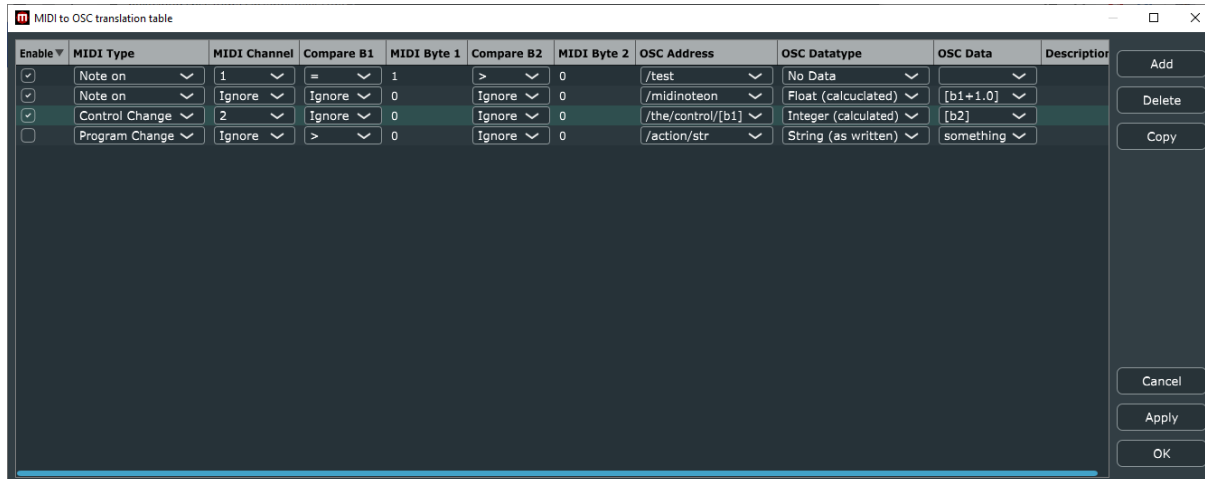 m MIDI to OSC translation table
Enable MIDI Type MIDI Channel Compare B1 MIDI Byte 1 Compare B2 MIDI Byte 2 OSC Address OSC Datatype OSC Data Description
Note on 1 = 1 > 0 /test No Data
Note on Ignore Ignore 0 Ignore 0 /midinoteon Float (calcuclated) [b1+1.0]
Control Change 2 Ignore 0 Ignore 0 /the/control/[b1] Integer (calculated) [b2]
Program Change Ignore > 0 Ignore 0 /action/str String (as written) something
Add
Delete
Copy
Cancel
Apply
OK